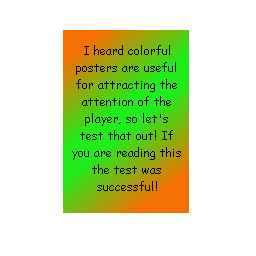 I heard colorful
posters are useful
for attracting the
attention of the
player, so let's
test that out! If
you are reading this
the test was
successful!